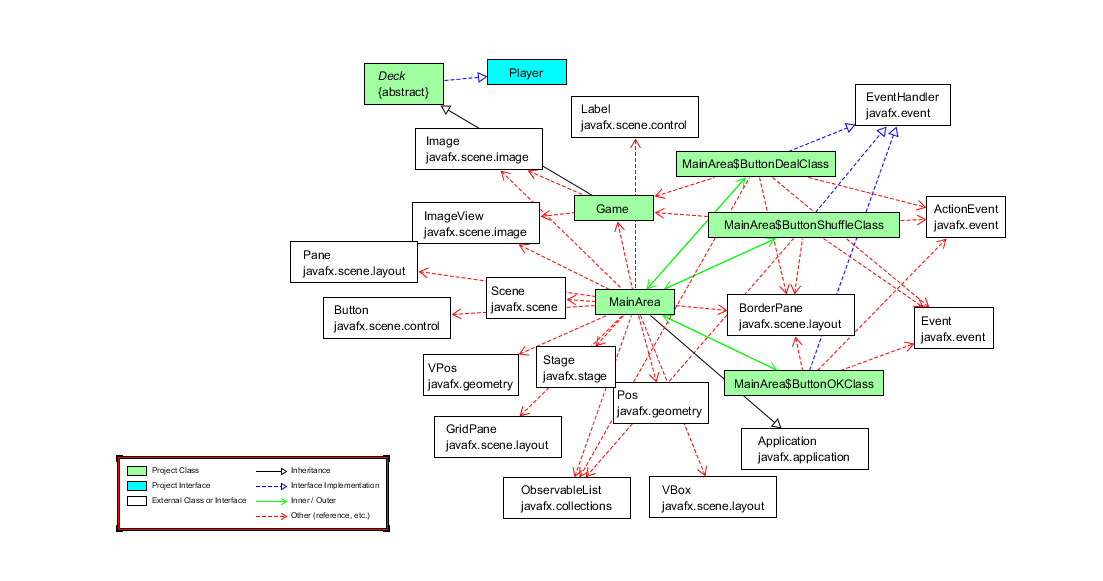 Deck
{abstract}
Player
Label
javafx.scene.control
EventHandler
javafx.event
Image
javafx.scene.image
MainArea$ButtonDealClass
Game
ImageView
javafx.scene.image
MainArea$ButtonShuffleClass
ActionEvent
javafx.event
Pane
javafx.scene.layout
Scene
javafx.scene
MainArea
Button
javafx.scene.control
BorderPane
javafx.scene.layout
Event
javafx.event
VPos
javafx.geometry
Stage
javafx.stage
Pos
javafx.geometry
MainArea$ButtonOKClass
GridPane
javafx.scene.layout
Application
javafx.application
ObservableList
javafx.collections
VBox
javafx.scene.layout
Project Class
Inheritance
Project Interface
Interface Implementation
External Class or Interface
Inner / Outer
Other (reference, etc.)